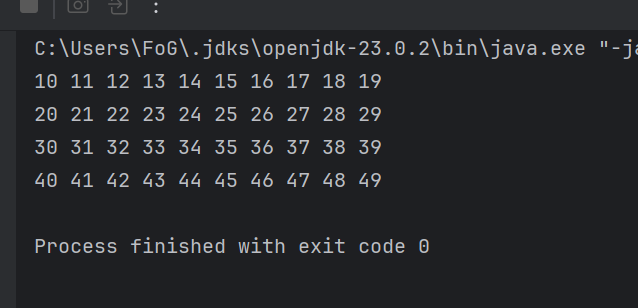 C:\Users\FoG\.jdks\openjdk-23.0.2\bin\java.exe "-ja
10 11 12 13 14 15 16 17 18 19
20 21 22 23 24 25 26 27 28 29
30 31 32 33 34 35 36 37 38 39
40 41 42 43 44 45 46 47 48 49
Process finished with exit code 0